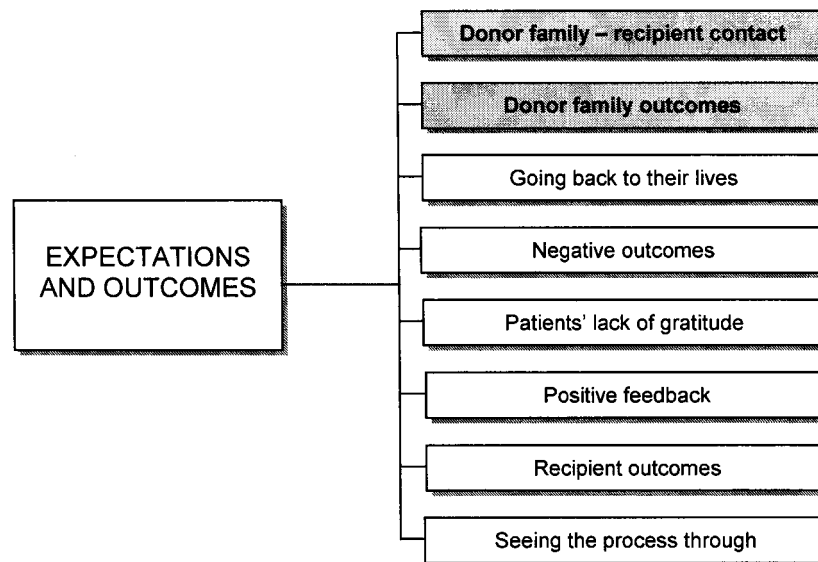 Donor family – recipient contact
Donor family outcomes
Going back to their lives
EXPECTATIONS
AND OUTCOMES
Negative outcomes
Patients' lack of gratitude
Positive feedback
Recipient outcomes
Seeing the process through